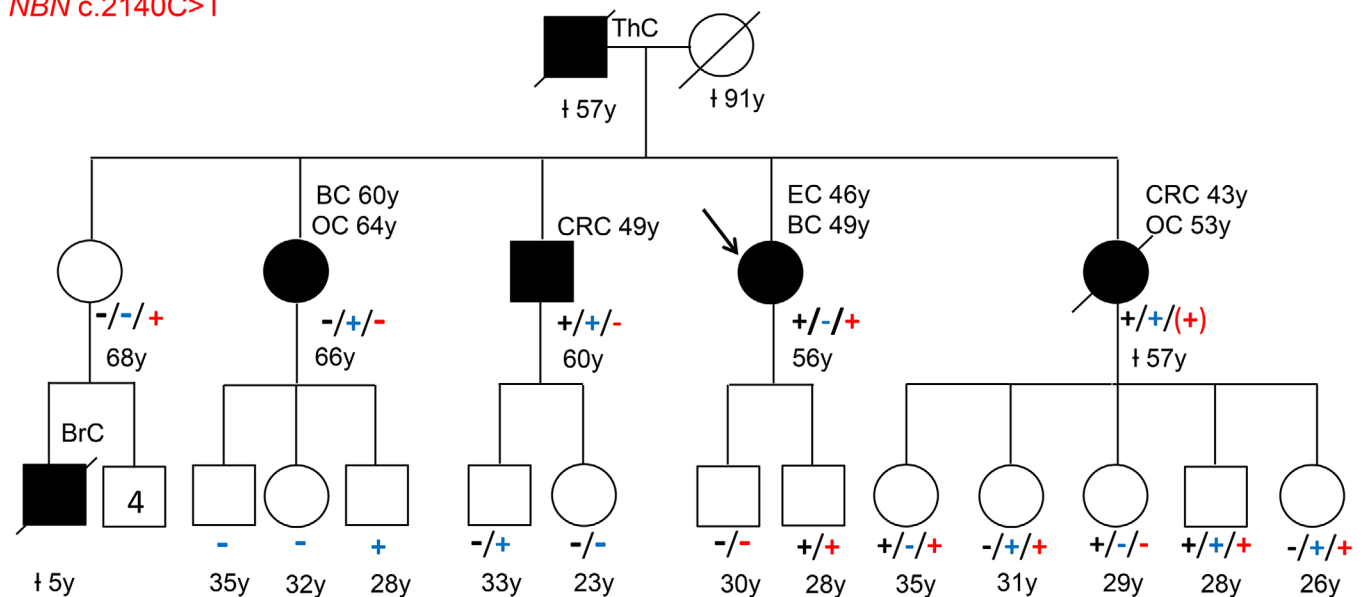 NBN c.2140C>T
ThC
ƚ 57y
ƚ 91y
BC 60y
OC 64y
CRC 49y
EC 46y
BC 49y
CRC 43y
OC 53y
-/-/+
-/+/-
+/+/-
+/-/+
+/+/(+)
68y
66y
60y
56y
ƚ 57y
BrC
4
-
-
+
-/+
-/-
-/-
+/+
+/-/+
-/+/+
+/-/-
+/+/+
-/+/+
ƚ 5y
35y
32y
28y
33y
23y
30y
28y
35y
31y
29y
28y
26y